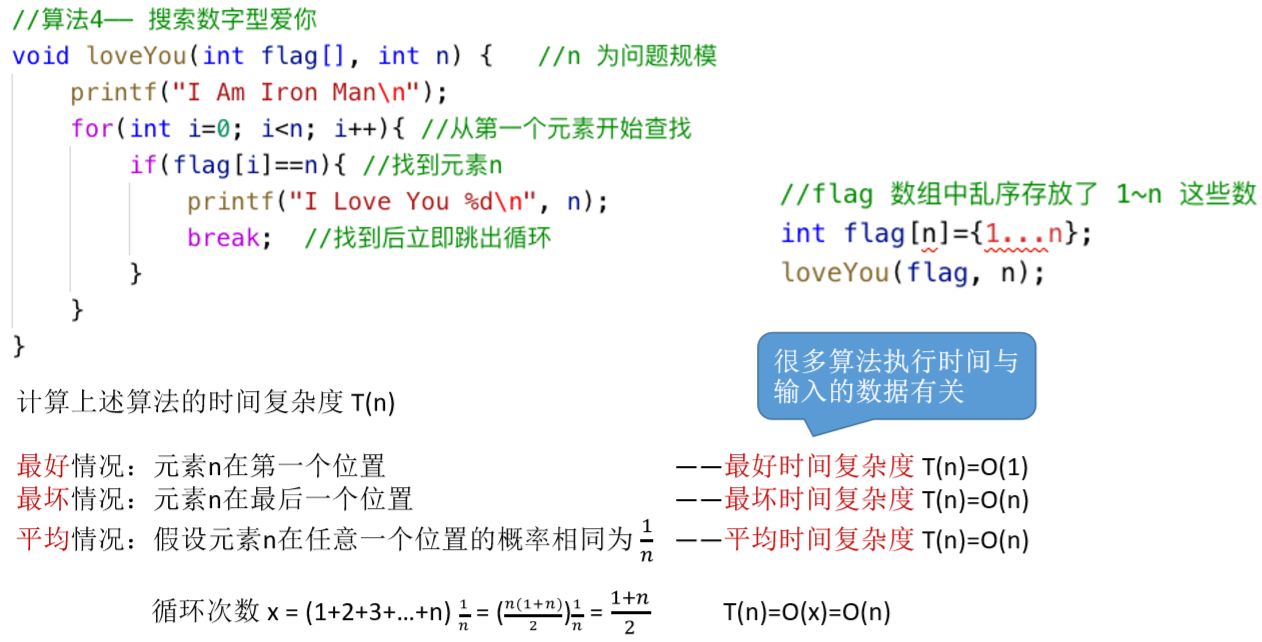 //算法4—— 搜索数字型爱你
void loveYou(int flag[], int n) {   //n 为问题规模
    printf("I Am Iron Man\n");
    for(int i=0; i<n; i++){ //从第一个元素开始查找
        if(flag[i]==n){ //找到元素n
            printf("I Love You %d\n", n);
            break;  //找到后立即跳出循环
        }
    }
}
//flag 数组中乱序存放了 1~n 这些数
int flag[n]={1...n};
loveYou(flag, n);
很多算法执行时间与
输入的数据有关
计算上述算法的时间复杂度 T(n)
最好情况：元素n在第一个位置 ——最好时间复杂度 T(n)=O(1)
最坏情况：元素n在最后一个位置 ——最坏时间复杂度 T(n)=O(n)
平均情况：假设元素n在任意一个位置的概率相同为 1/n ——平均时间复杂度 T(n)=O(n)
循环次数 x = (1+2+3+…+n) 1/n = (n(1+n)/2) 1/n = (1+n)/2 T(n)=O(x)=O(n)